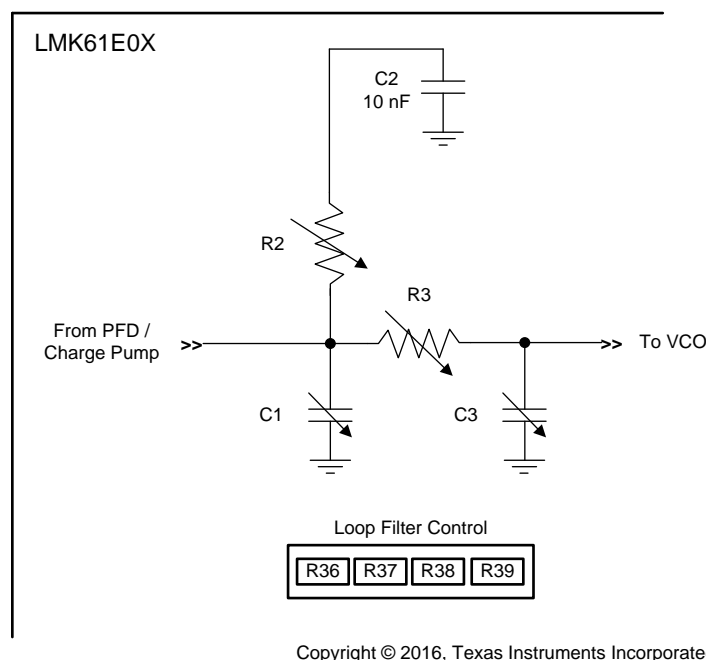 LMK61E0X
C2
10 nF
R2
R3
From PFD /
Charge Pump
>>
>>
To VCO
C1
C3
Loop Filter Control
R36 R37 R38 R39
Copyright © 2016, Texas Instruments Incorporate